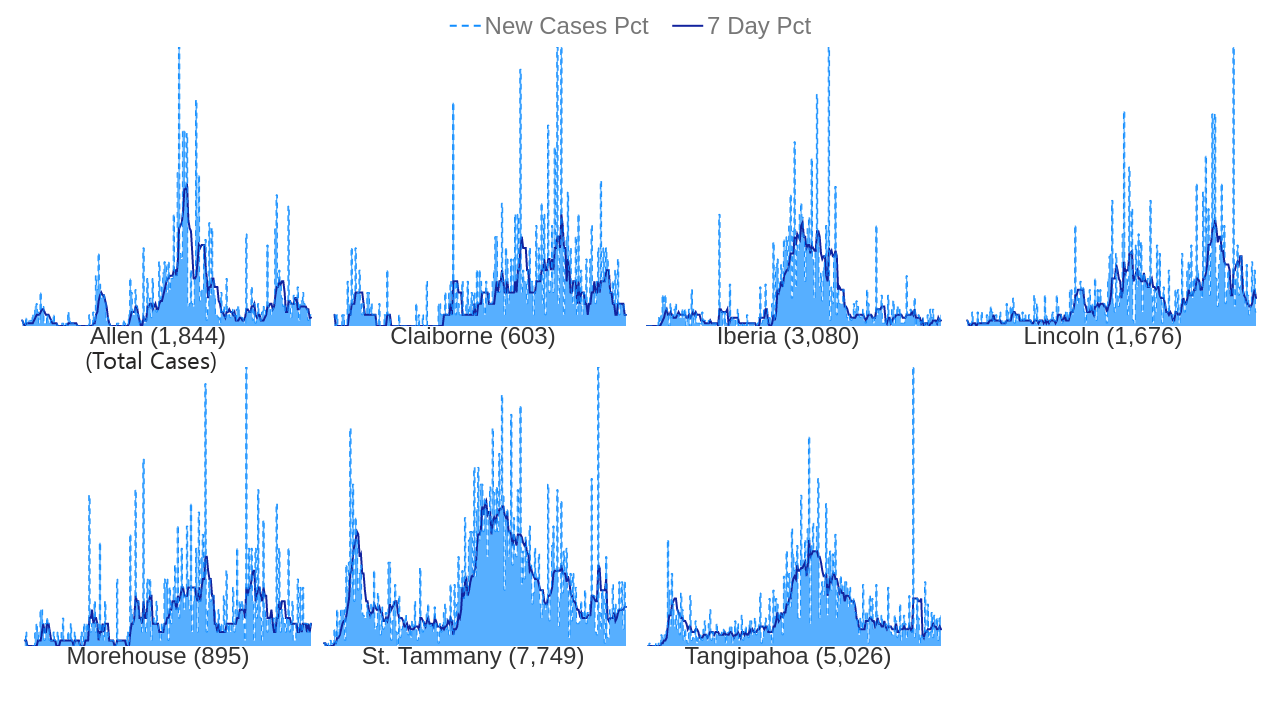 New Cases Pct 7 Day Pct
Allen (1,844) Claiborne (603) Iberia (3,080) Lincoln (1,676)
(Total Cases)
Morehouse (895) St. Tammany (7,749) Tangipahoa (5,026)